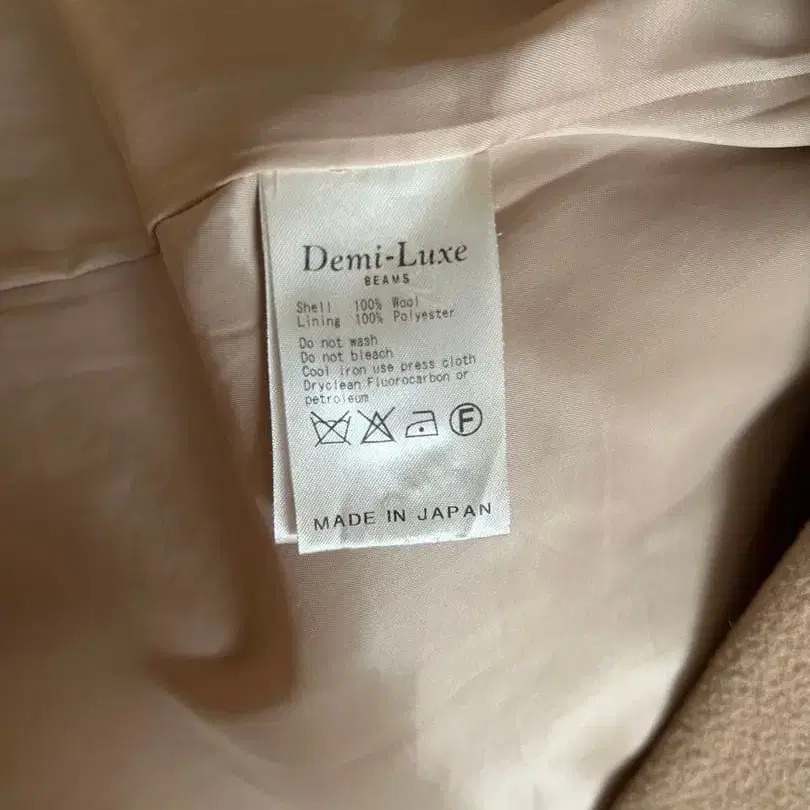 Demi-Luxe
BEAMS
Shell 100% Wool
Lining 100% Polyester
Do not wash
Do not bleach
Cool iron use press cloth
Dryclean Fluorocarbon or
petroleum
F
MADE IN JAPAN